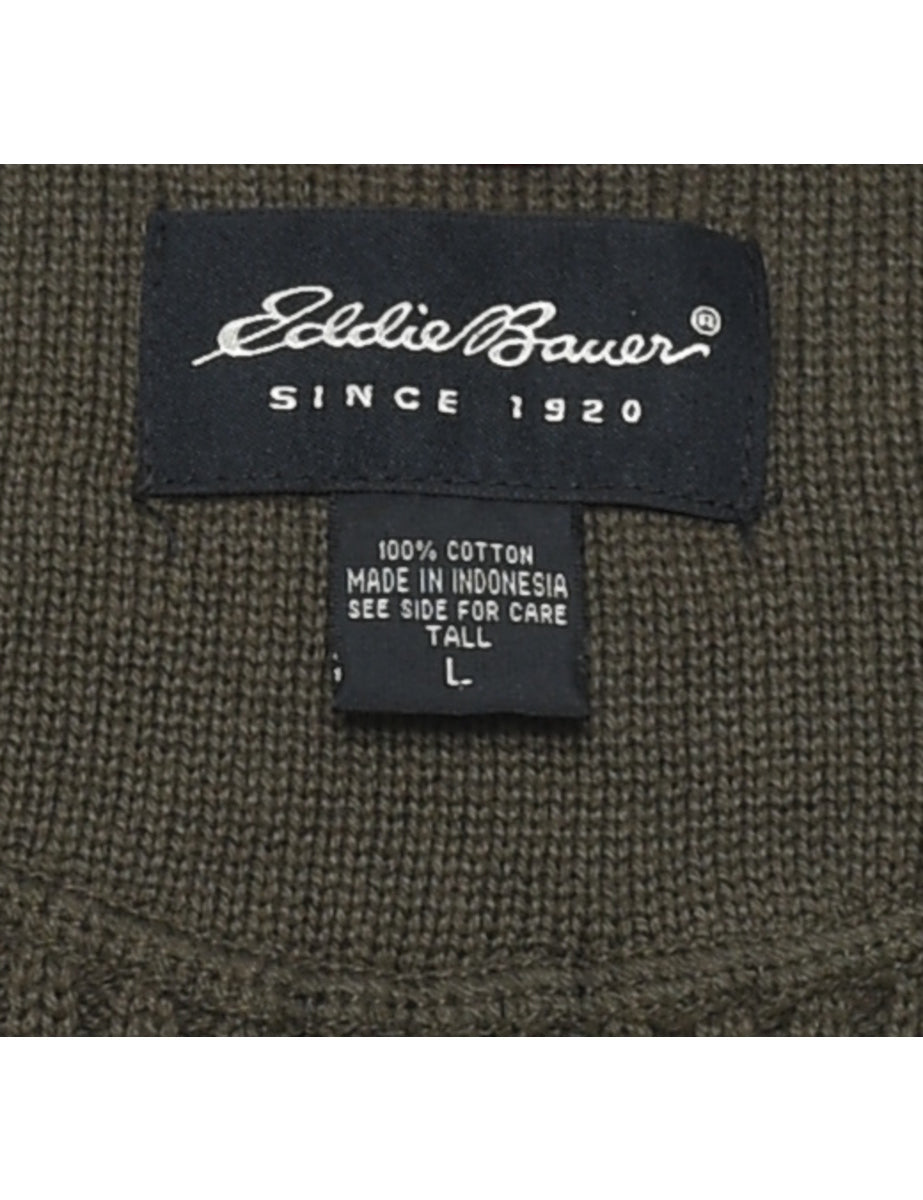 Eddie Bauer®
SINCE 1920
100% COTTON
MADE IN INDONESIA
SEE SIDE FOR CARE
TALL
L